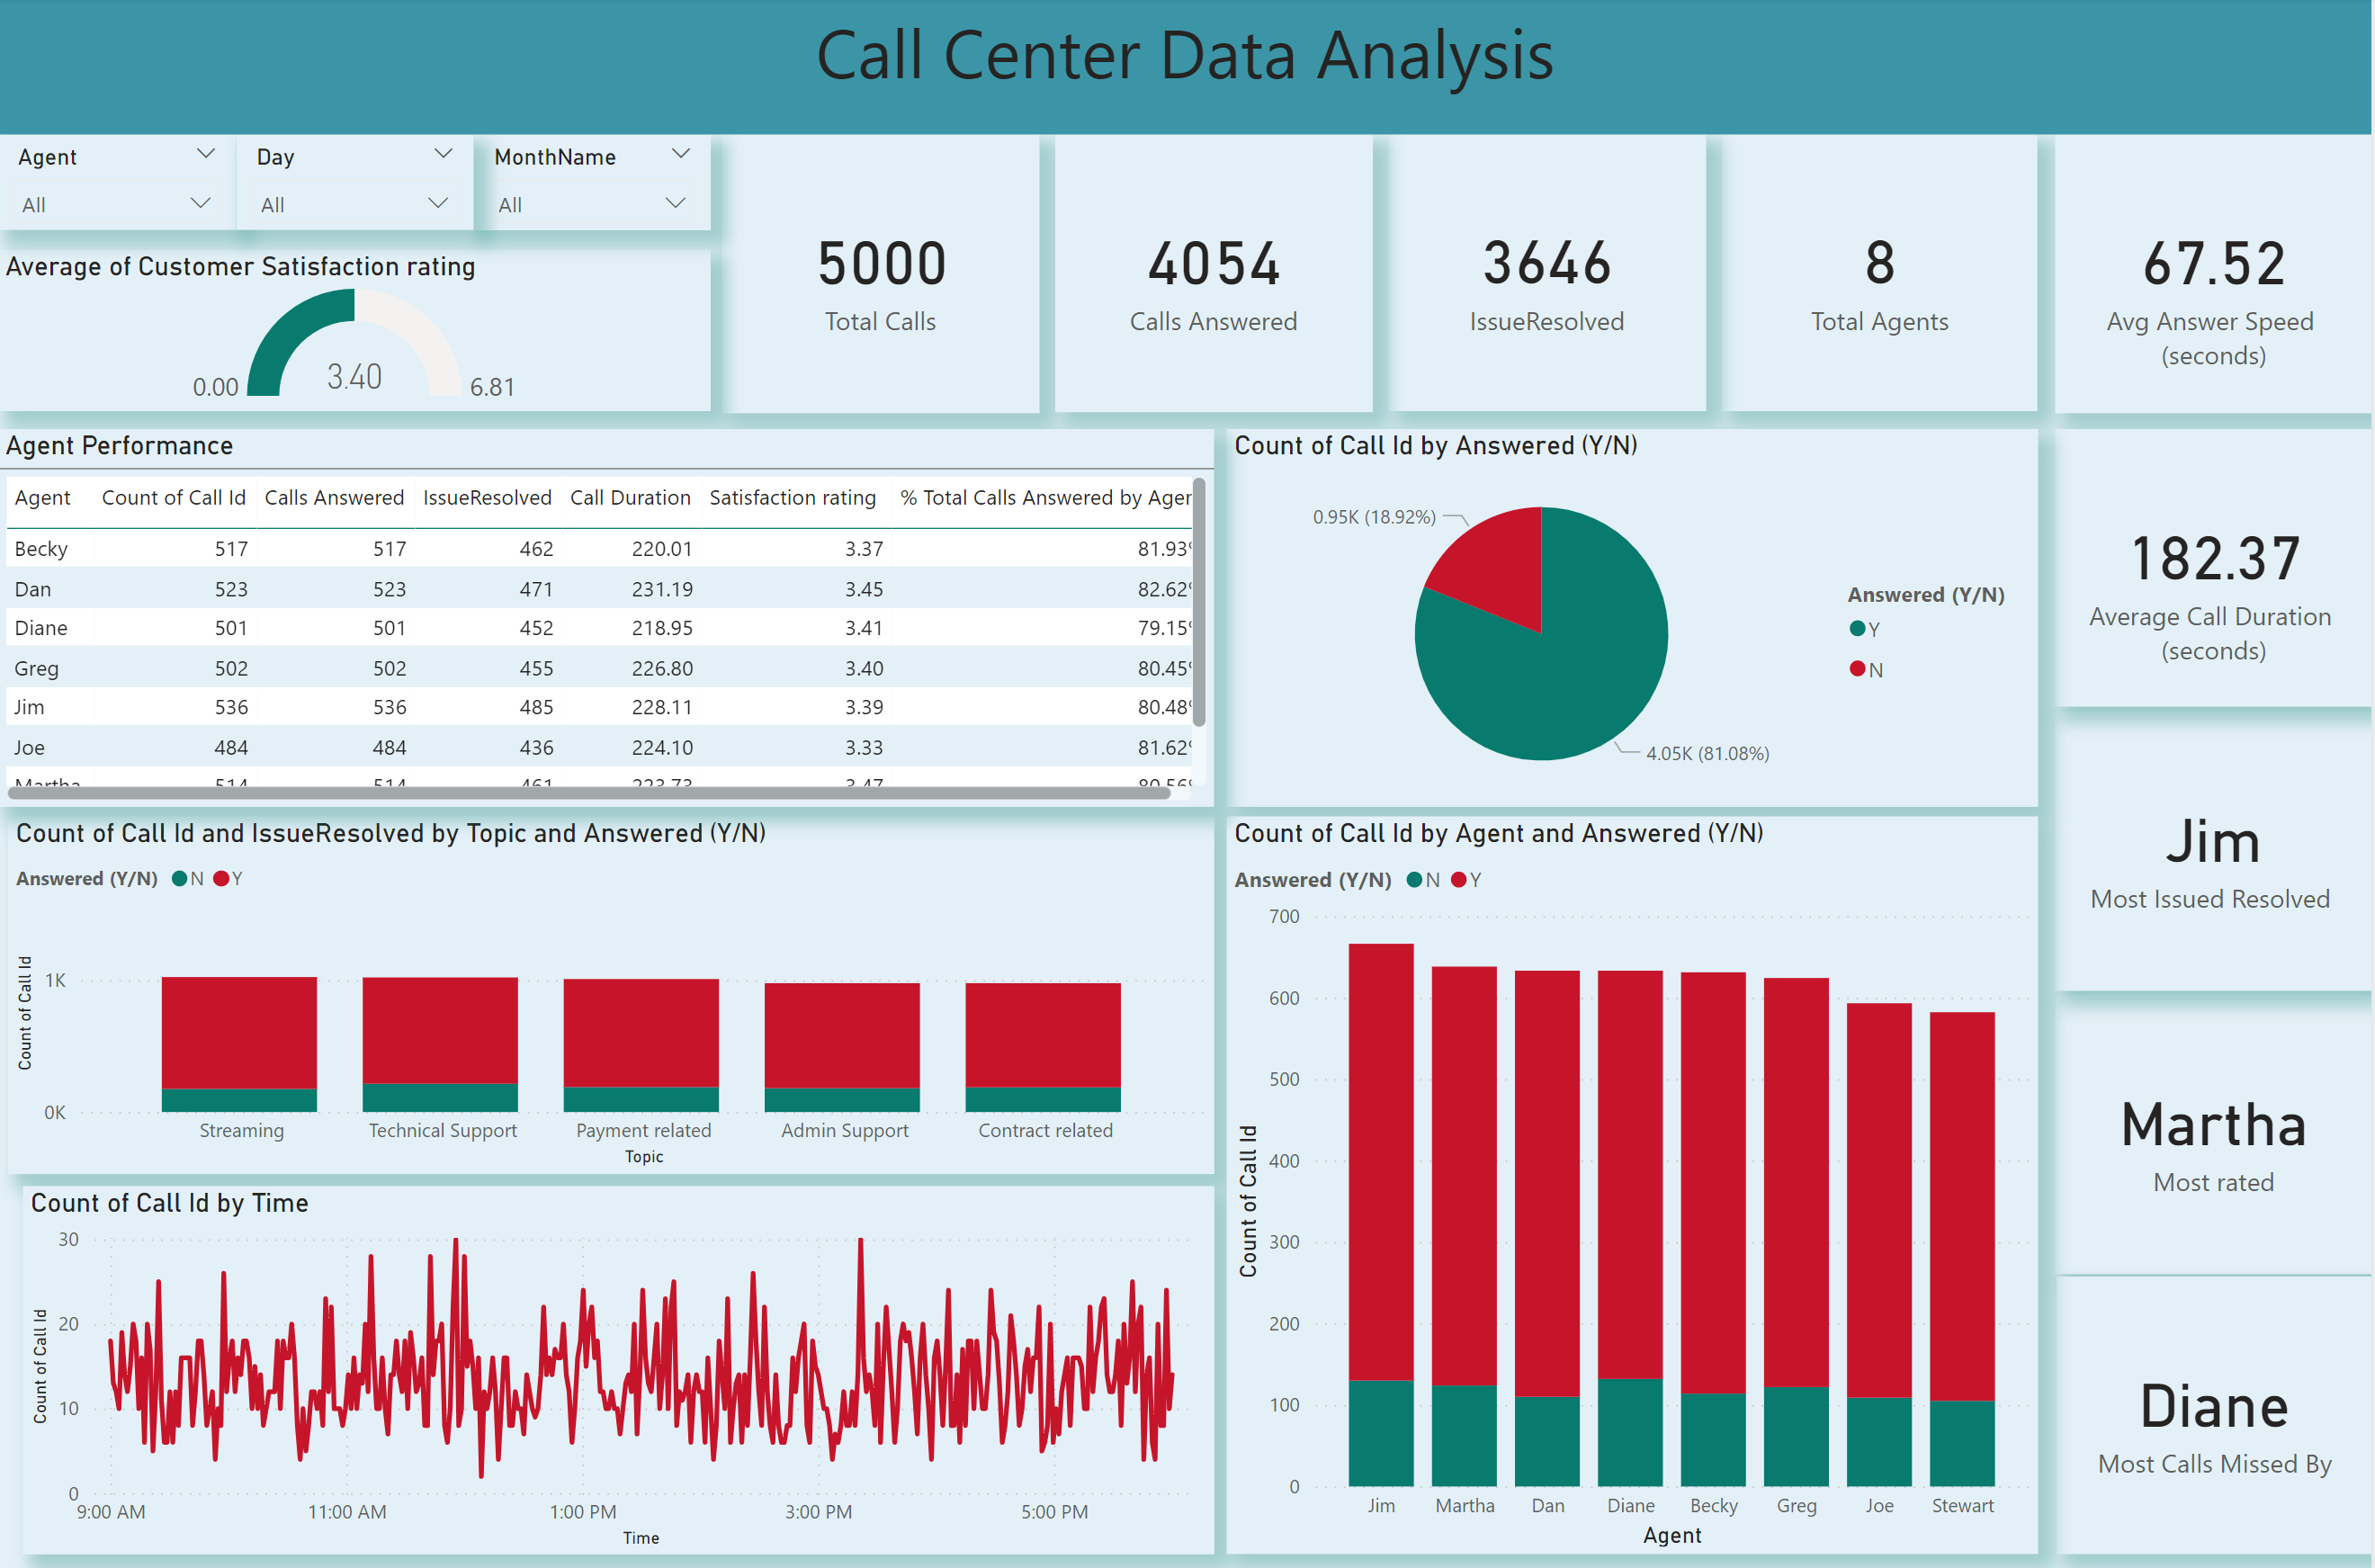 Call Center Data Analysis
Agent
All
Day
All
MonthName
All
Average of Customer Satisfaction rating
0.00
3.40
6.81
5000
Total Calls
4054
Calls Answered
3646
IssueResolved
8
Total Agents
67.52
Avg Answer Speed
(seconds)
Agent Performance
Agent Count of Call Id Calls Answered IssueResolved Call Duration Satisfaction rating % Total Calls Answered by Agen
Becky 517 517 462 220.01 3.37 81.93%
Dan 523 523 471 231.19 3.45 82.62%
Diane 501 501 452 218.95 3.41 79.15%
Greg 502 502 455 226.80 3.40 80.45%
Jim 536 536 485 228.11 3.39 80.48%
Joe 484 484 436 224.10 3.33 81.62%
Martha 514 514 461 223.73 3.47 80.56%
Count of Call Id by Answered (Y/N)
0.95K (18.92%)
4.05K (81.08%)
Answered (Y/N)
Y
N
182.37
Average Call Duration
(seconds)
Count of Call Id and IssueResolved by Topic and Answered (Y/N)
Answered (Y/N) N Y
Count of Call Id
1K
0K
Streaming Technical Support Payment related Admin Support Contract related
Topic
Count of Call Id by Agent and Answered (Y/N)
Answered (Y/N) N Y
Count of Call Id
700
600
500
400
300
200
100
0
Jim Martha Dan Diane Becky Greg Joe Stewart
Agent
Jim
Most Issued Resolved
Martha
Most rated
Diane
Most Calls Missed By
Count of Call Id by Time
Count of Call Id
30
20
10
0
9:00 AM 11:00 AM 1:00 PM 3:00 PM 5:00 PM
Time